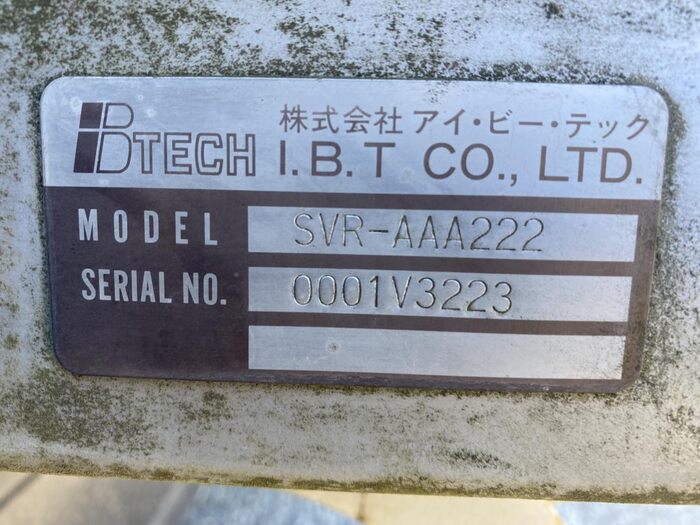 IBTECH 株式会社 アイ・ビー・テック
I.B.T CO., LTD.
MODEL SVR-AAA222
SERIAL NO. 0001V3223